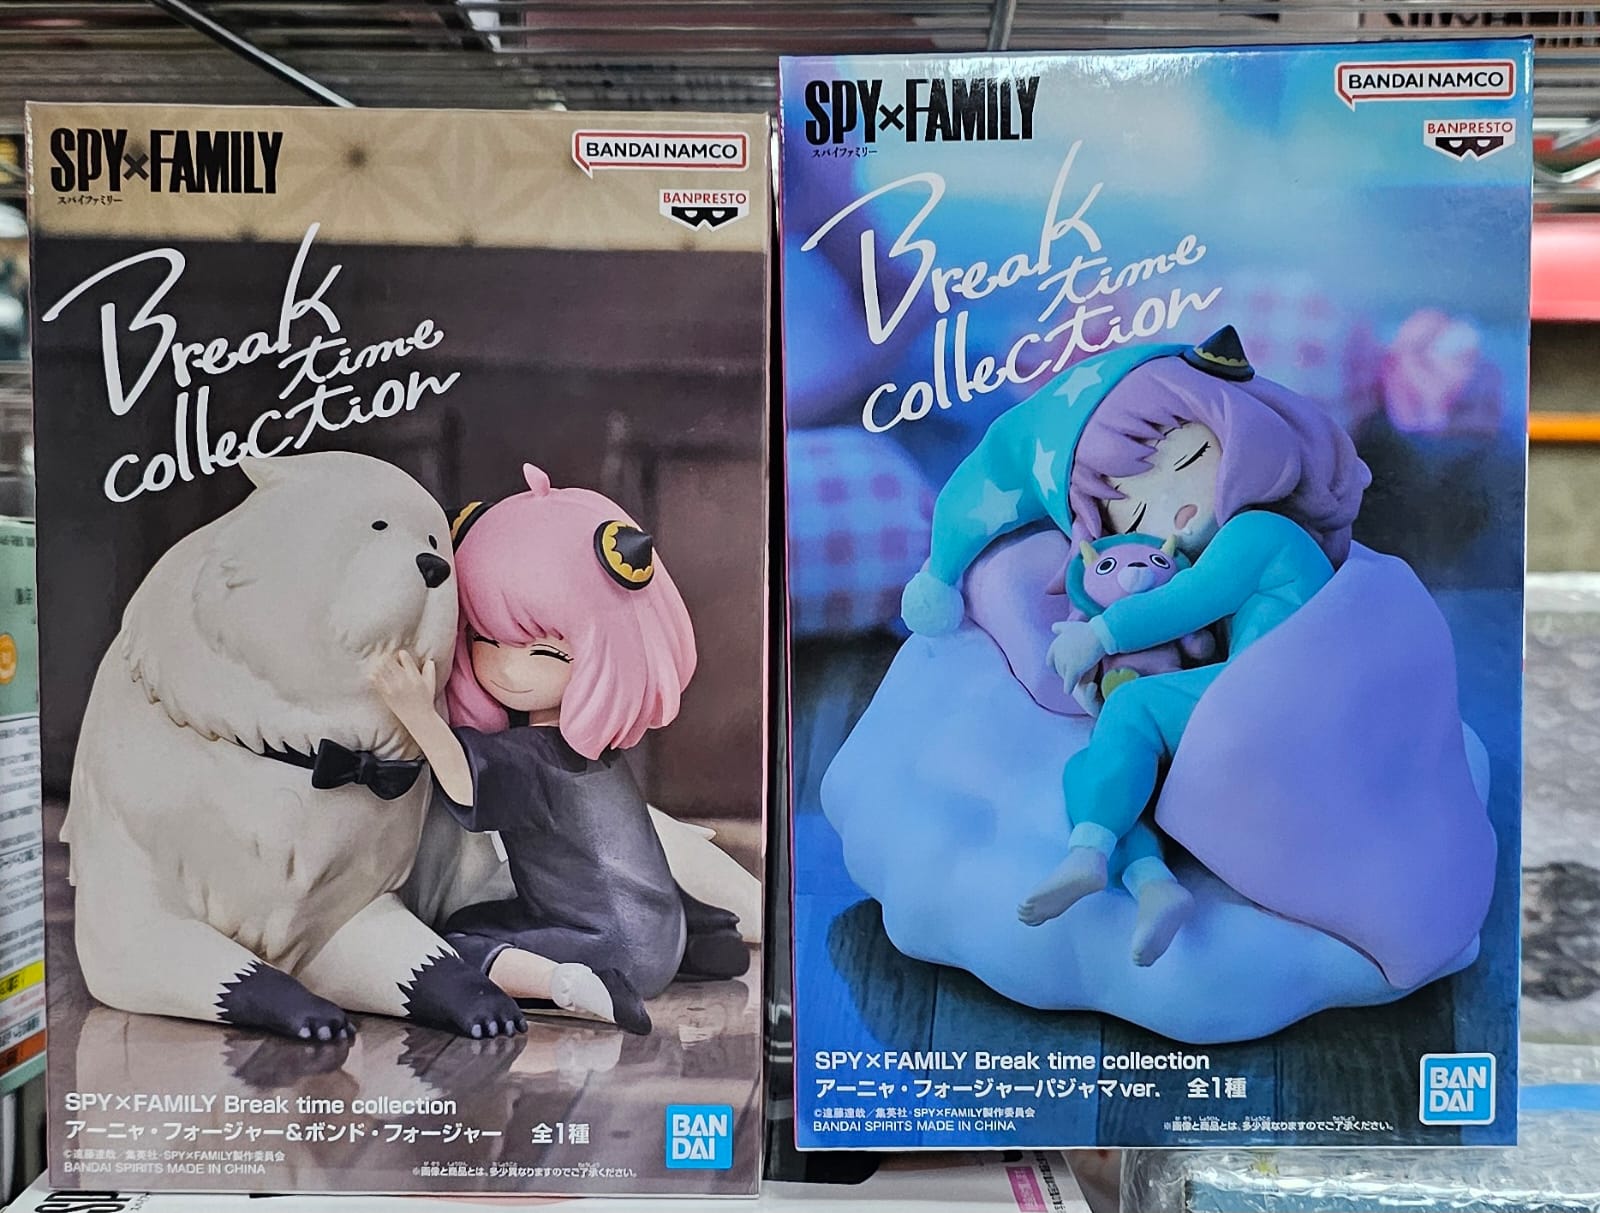 SPY×FAMILY
スパイファミリー
BANDAI NAMCO
BANPRESTO
Break
time
collection
SPY×FAMILY Break time collection
アーニャ・フォージャー&ボンド・フォージャー 全1種
©遠藤達哉／集英社・SPY×FAMILY製作委員会
BANDAI SPIRITS MADE IN CHINA
※画像と商品とは、多少異なりますのでご了承ください。
BAN
DAI
SPY×FAMILY
スパイファミリー
BANDAI NAMCO
BANPRESTO
Break
time
collection
SPY×FAMILY Break time collection
アーニャ・フォージャーパジャマver. 全1種
©遠藤達哉／集英社・SPY×FAMILY製作委員会
BANDAI SPIRITS MADE IN CHINA
※画像と商品とは、多少異なりますのでご了承ください。
BAN
DAI